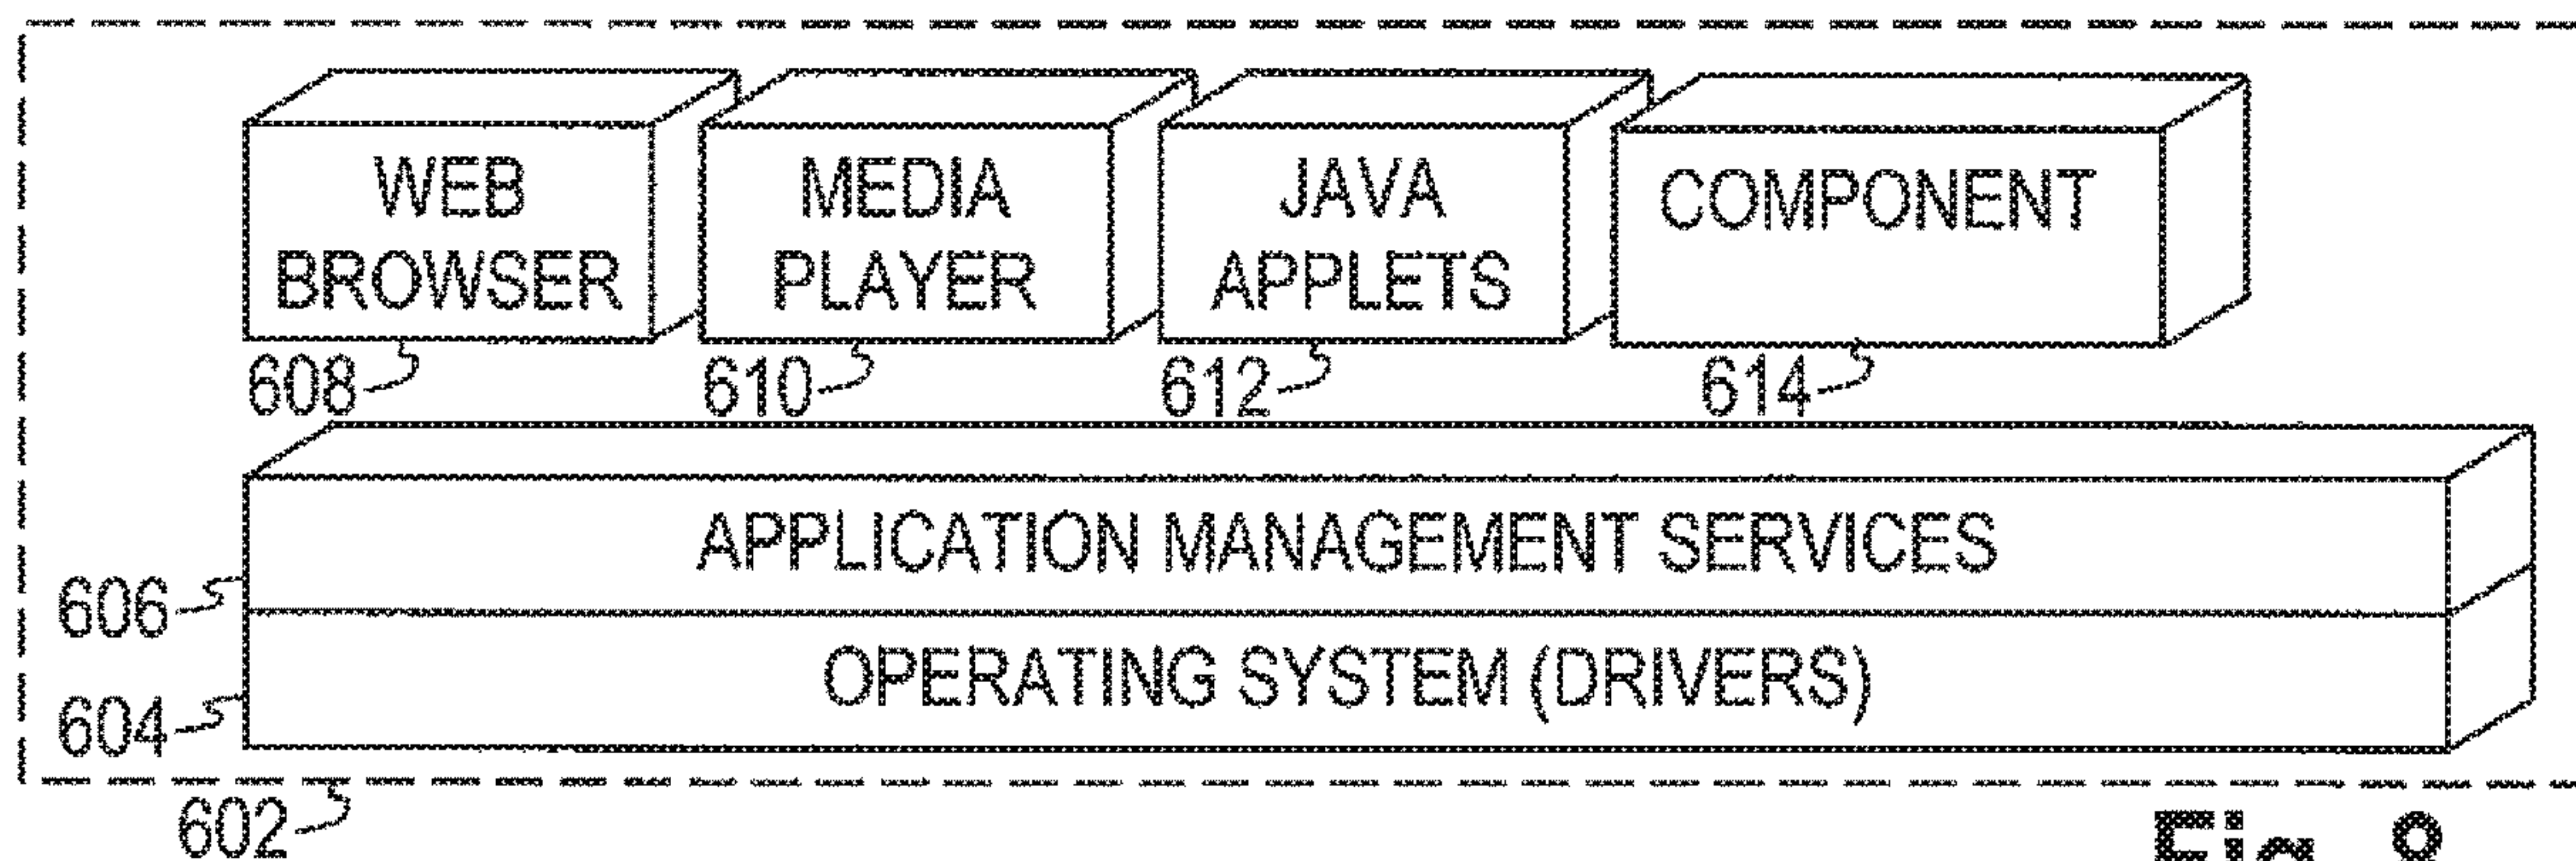 WEB
BROWSER
MEDIA
PLAYER
JAVA
APPLETS
COMPONENT
608
610
612
614
APPLICATION MANAGEMENT SERVICES
606
OPERATING SYSTEM (DRIVERS)
604
602
Fig.